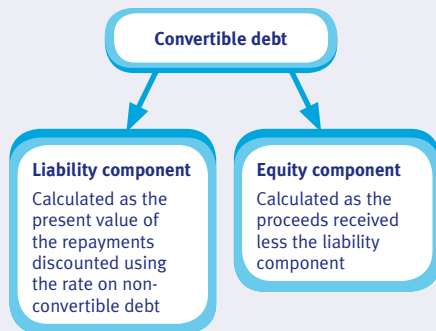 Convertible debt
Liability component
Calculated as the
present value of
the repayments
discounted using
the rate on non-
convertible debt
Equity component
Calculated as the
proceeds received
less the liability
component